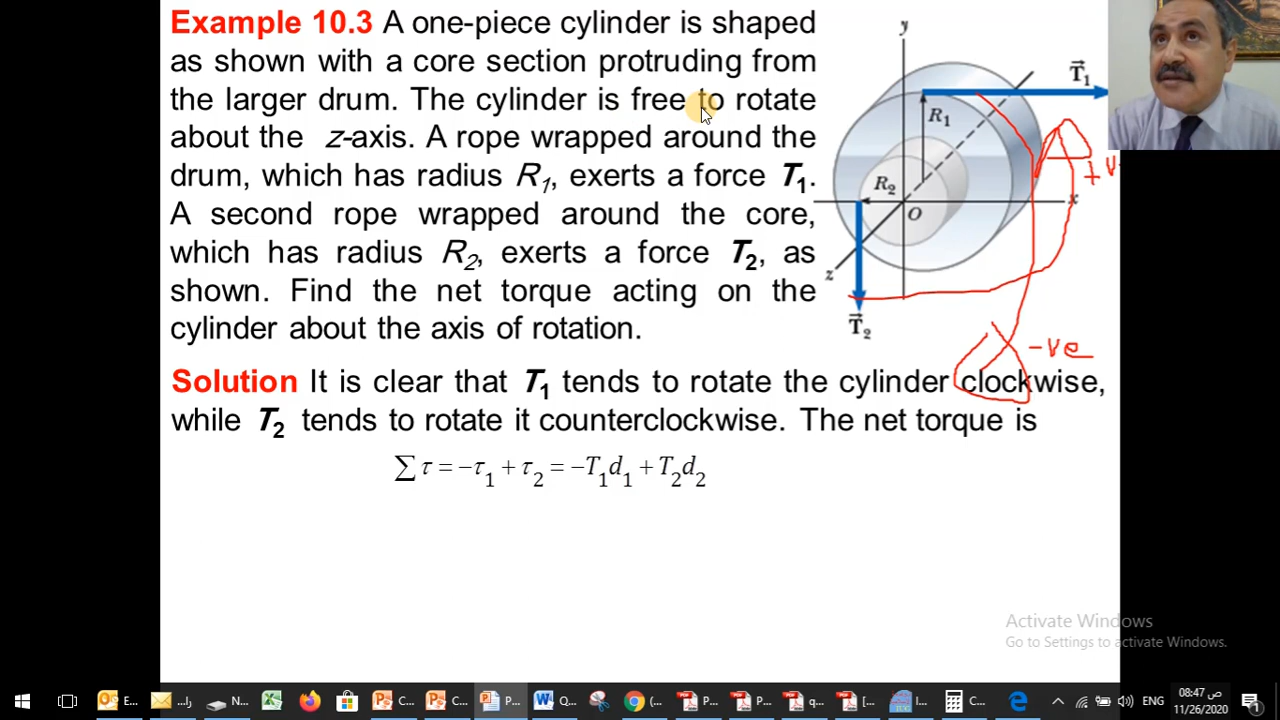 Example 10.3 A one-piece cylinder is shaped
as shown with a core section protruding from
the larger drum. The cylinder is free to rotate
about the z-axis. A rope wrapped around the
drum, which has radius R1, exerts a force T1.
A second rope wrapped around the core,
which has radius R2, exerts a force T2, as
shown. Find the net torque acting on the
cylinder about the axis of rotation.
y
T⃗1
R1
+ve
R2
x
O
z
T⃗2
-ve
Solution It is clear that T1 tends to rotate the cylinder clockwise,
while T2 tends to rotate it counterclockwise. The net torque is
∑ τ = −τ1 + τ2 = −T1d1 + T2d2
Activate Windows
Go to Settings to activate Windows.
E...
را...
N...
C...
C...
P...
Q...
(...
P...
P...
q...
[...
I...
C...
ENG
08:47 ص
11/26/2020
1